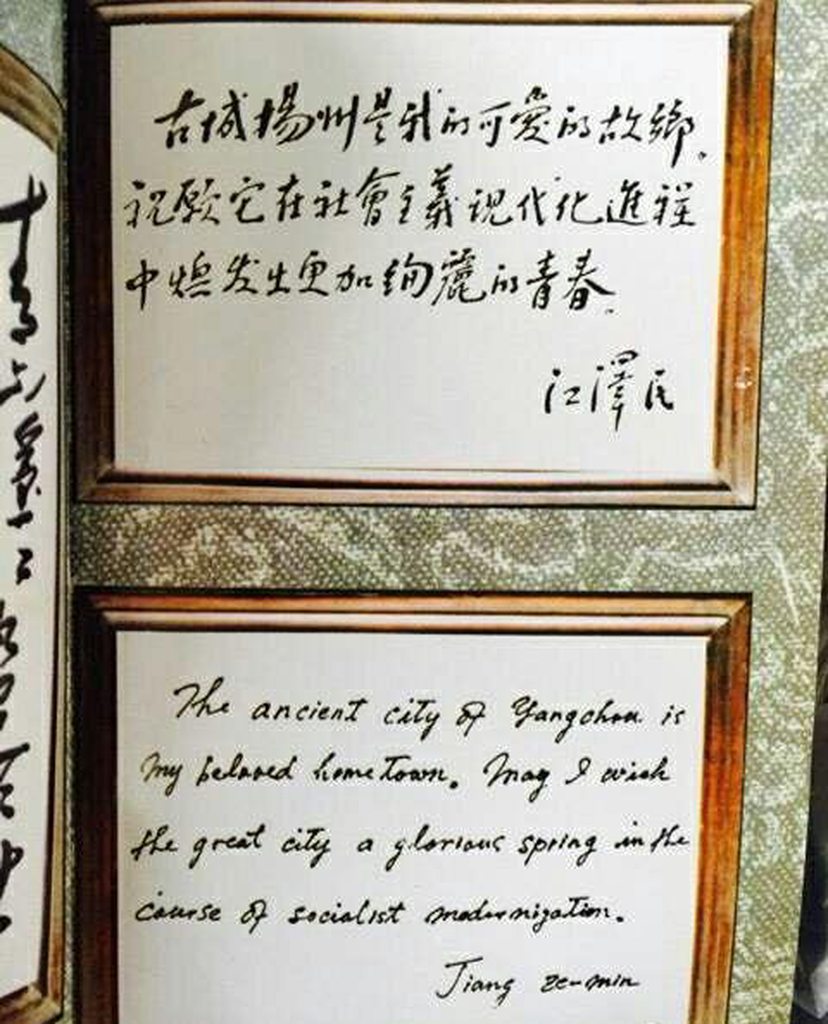 古城揚州是我的可愛的故鄉。
祝願它在社會主義現代化進程
中煥发出更加絢麗的青春。
江澤民
The ancient city of Yangchou is
my beloved hometown. May I wish
the great city a glorious spring in the
course of socialist modernization.
Jiang ze-min